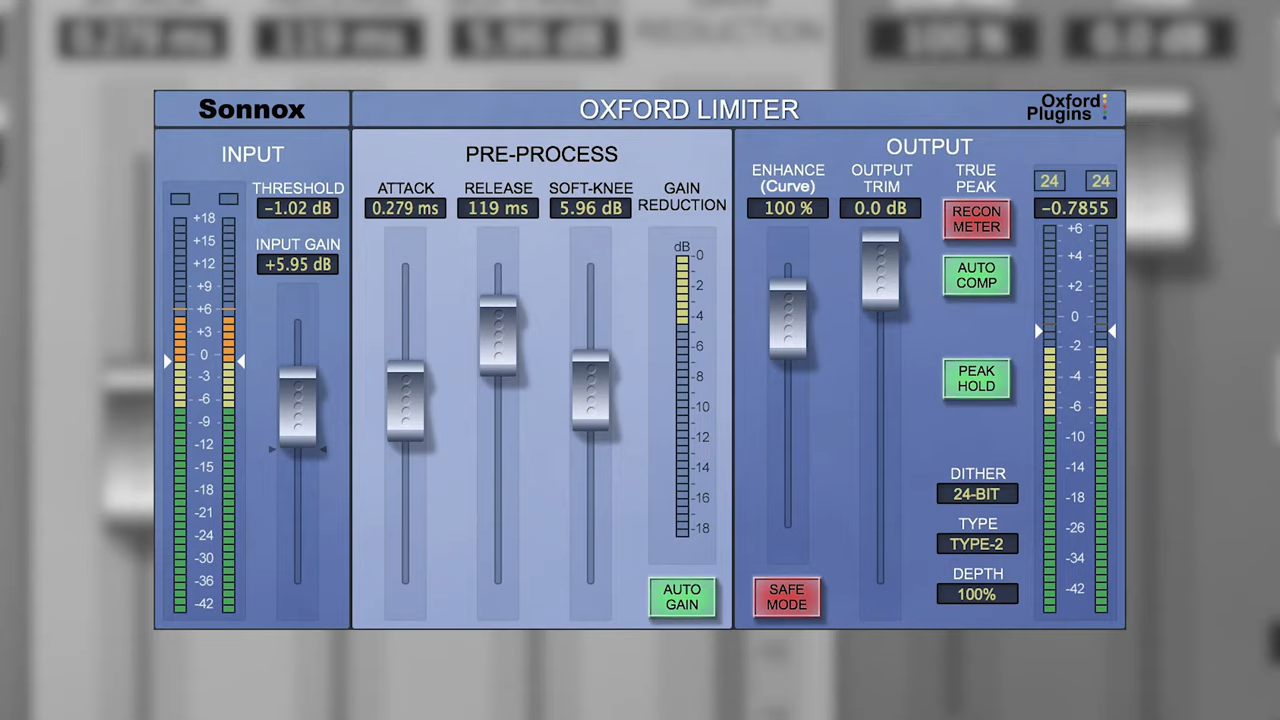 Sonnox
OXFORD LIMITER
Oxford
Plugins
INPUT
THRESHOLD
−1.02 dB
INPUT GAIN
+5.95 dB
+18
+15
+12
+9
+6
+3
0
-3
-6
-9
-12
-15
-18
-21
-24
-30
-36
-42
PRE-PROCESS
ATTACK
0.279 ms
RELEASE
119 ms
SOFT-KNEE
5.96 dB
GAIN
REDUCTION
dB
0
-2
-4
-6
-8
-10
-12
-14
-16
-18
AUTO
GAIN
OUTPUT
ENHANCE
(Curve)
100 %
SAFE
MODE
OUTPUT
TRIM
0.0 dB
TRUE
PEAK
RECON
METER
AUTO
COMP
PEAK
HOLD
DITHER
24-BIT
TYPE
TYPE-2
DEPTH
100%
24 24
−0.7855
+6
+4
+2
0
-2
-4
-6
-10
-14
-18
-26
-34
-42